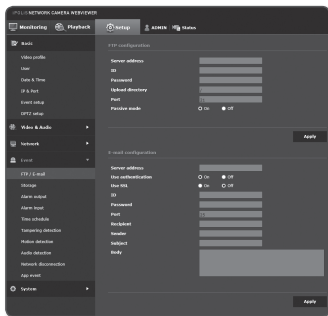 iPOLiS NETWORK CAMERA WEBVIEWER
Monitoring
Playback
Setup
ADMIN
Status
Basic
Video profile
User
Date & Time
IP & Port
Event setup
DPTZ setup
Video & Audio
Network
Event
FTP / E-mail
Storage
Alarm output
Alarm input
Time schedule
Tampering detection
Motion detection
Audio detection
Network disconnection
App event
System
FTP configuration
Server address
ID
Password
Upload directory
Port
Passive mode
On
Off
Apply
E-mail configuration
Server address
Use authentication
On
Off
Use SSL
On
Off
ID
Password
Port
Recipient
Sender
Subject
Body
Apply